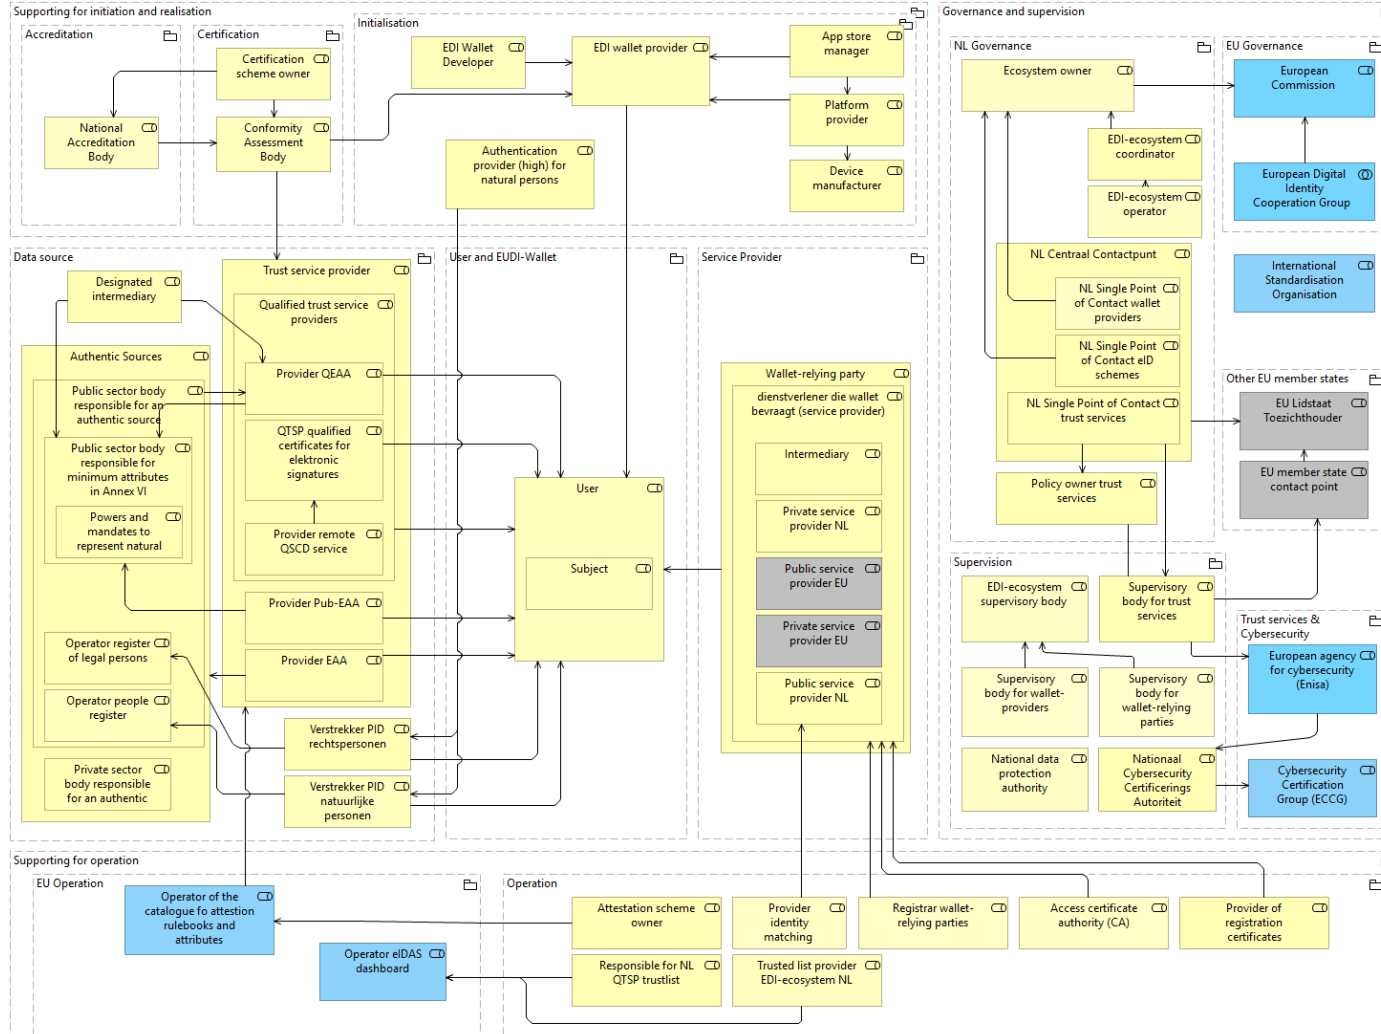 Supporting for initiation and realisation
Accreditation
Certification
Initialisation
Certification
scheme owner
National
Accreditation
Body
Conformity
Assessment
Body
EDI Wallet
Developer
EDI wallet provider
App store
manager
Platform
provider
Device
manufacturer
Authentication
provider (high) for
natural persons
Governance and supervision
NL Governance
Ecosystem owner
EDI-ecosystem
coordinator
EDI-ecosystem
operator
NL Centraal Contactpunt
NL Single Point
of Contact wallet
providers
NL Single Point
of Contact eID
schemes
NL Single Point of Contact
trust services
Policy owner trust
services
EU Governance
European
Commission
European Digital
Identity
Cooperation Group
International
Standardisation
Organisation
Other EU member states
EU Lidstaat
Toezichthouder
EU member state
contact point
Supervision
EDI-ecosystem
supervisory body
Supervisory
body for trust
services
Supervisory
body for wallet-
providers
Supervisory
body for
wallet-relying
parties
National data
protection
authority
Nationaal
Cybersecurity
Certificerings
Autoriteit
Trust services &
Cybersecurity
European agency
for cybersecurity
(Enisa)
Cybersecurity
Certification
Group (ECCG)
Data source
Designated
intermediary
Authentic Sources
Public sector body
responsible for an
authentic source
Public sector body
responsible for
minimum attributes
in Annex VI
Powers and
mandates to
represent natural
Operator register
of legal persons
Operator people
register
Private sector
body responsible
for an authentic
Trust service provider
Qualified trust service
providers
Provider QEAA
QTSP qualified
certificates for
elektronic
signatures
Provider remote
QSCD service
Provider Pub-EAA
Provider EAA
Verstrekker PID
rechtspersonen
Verstrekker PID
natuurlijke
personen
User and EUDI-Wallet
User
Subject
Service Provider
Wallet-relying party
dienstverlener die wallet
bevraagt (service provider)
Intermediary
Private service
provider NL
Public service
provider EU
Private service
provider EU
Public service
provider NL
Supporting for operation
EU Operation
Operator of the
catalogue fo attestion
rulebooks and
attributes
Operator eIDAS
dashboard
Operation
Attestation scheme
owner
Provider
identity
matching
Registrar wallet-
relying parties
Access certificate
authority (CA)
Provider of
registration
certificates
Responsible for NL
QTSP trustlist
Trusted list provider
EDI-ecosystem NL